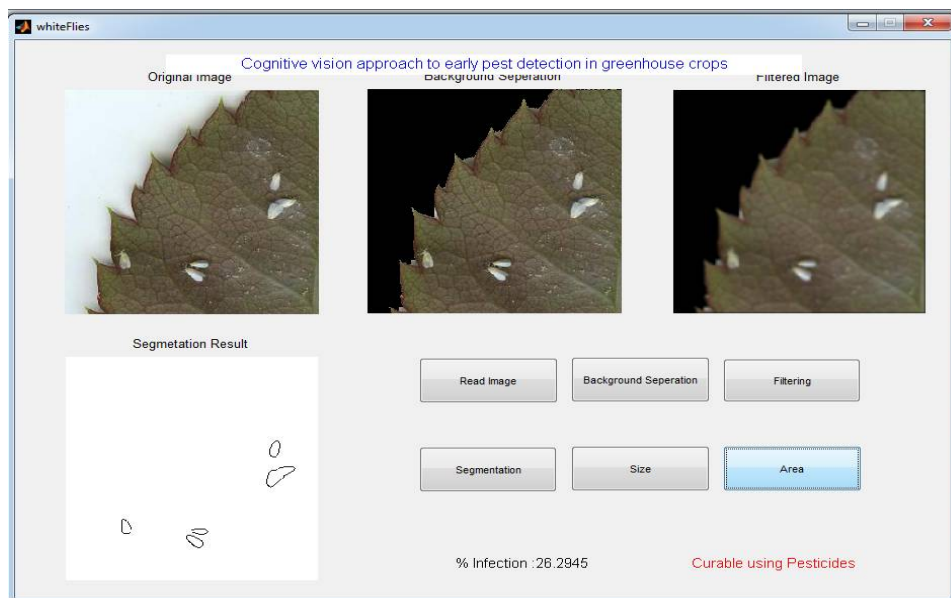 whiteFlies
Cognitive vision approach to early pest detection in greenhouse crops
Original Image
Background Seperation
Filtered Image
Segmetation Result
Read Image
Background Seperation
Filtering
Segmentation
Size
Area
% Infection :26.2945
Curable using Pesticides